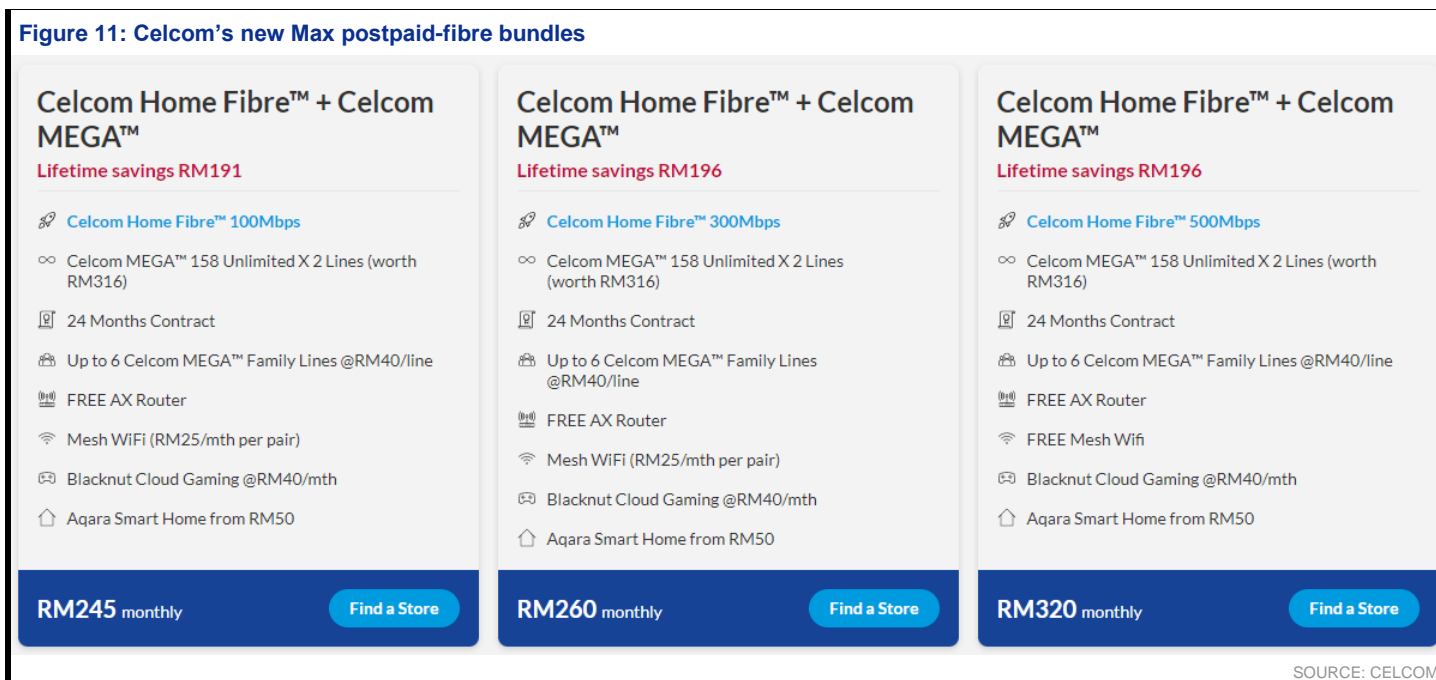 Figure 11: Celcom's new Max postpaid-fibre bundles
Celcom Home Fibre™ + Celcom
MEGA™
Lifetime savings RM191
Celcom Home Fibre™ 100Mbps
Celcom MEGA™ 158 Unlimited X 2 Lines (worth
RM316)
24 Months Contract
Up to 6 Celcom MEGA™ Family Lines @RM40/line
FREE AX Router
Mesh WiFi (RM25/mth per pair)
Blacknut Cloud Gaming @RM40/mth
Aqara Smart Home from RM50
RM245 monthly
Find a Store
Celcom Home Fibre™ + Celcom
MEGA™
Lifetime savings RM196
Celcom Home Fibre™ 300Mbps
Celcom MEGA™ 158 Unlimited X 2 Lines
(worth RM316)
24 Months Contract
Up to 6 Celcom MEGA™ Family Lines
@RM40/line
FREE AX Router
Mesh WiFi (RM25/mth per pair)
Blacknut Cloud Gaming @RM40/mth
Aqara Smart Home from RM50
RM260 monthly
Find a Store
Celcom Home Fibre™ + Celcom
MEGA™
Lifetime savings RM196
Celcom Home Fibre™ 500Mbps
Celcom MEGA™ 158 Unlimited X 2 Lines (worth
RM316)
24 Months Contract
Up to 6 Celcom MEGA™ Family Lines @RM40/line
FREE AX Router
FREE Mesh Wifi
Blacknut Cloud Gaming @RM40/mth
Aqara Smart Home from RM50
RM320 monthly
Find a Store
SOURCE: CELCOM